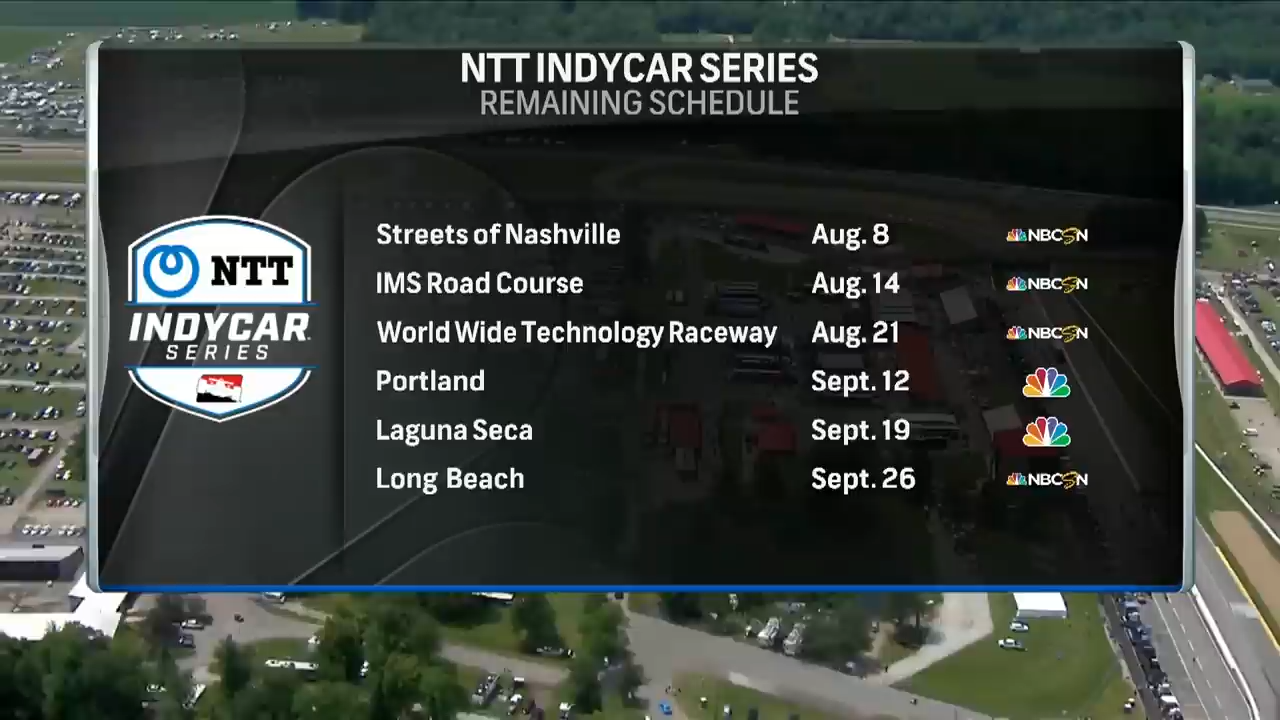 NTT INDYCAR SERIES
REMAINING SCHEDULE
NTT
INDYCAR
SERIES
Streets of Nashville Aug. 8 NBCSN
IMS Road Course Aug. 14 NBCSN
World Wide Technology Raceway Aug. 21 NBCSN
Portland Sept. 12
Laguna Seca Sept. 19
Long Beach Sept. 26 NBCSN